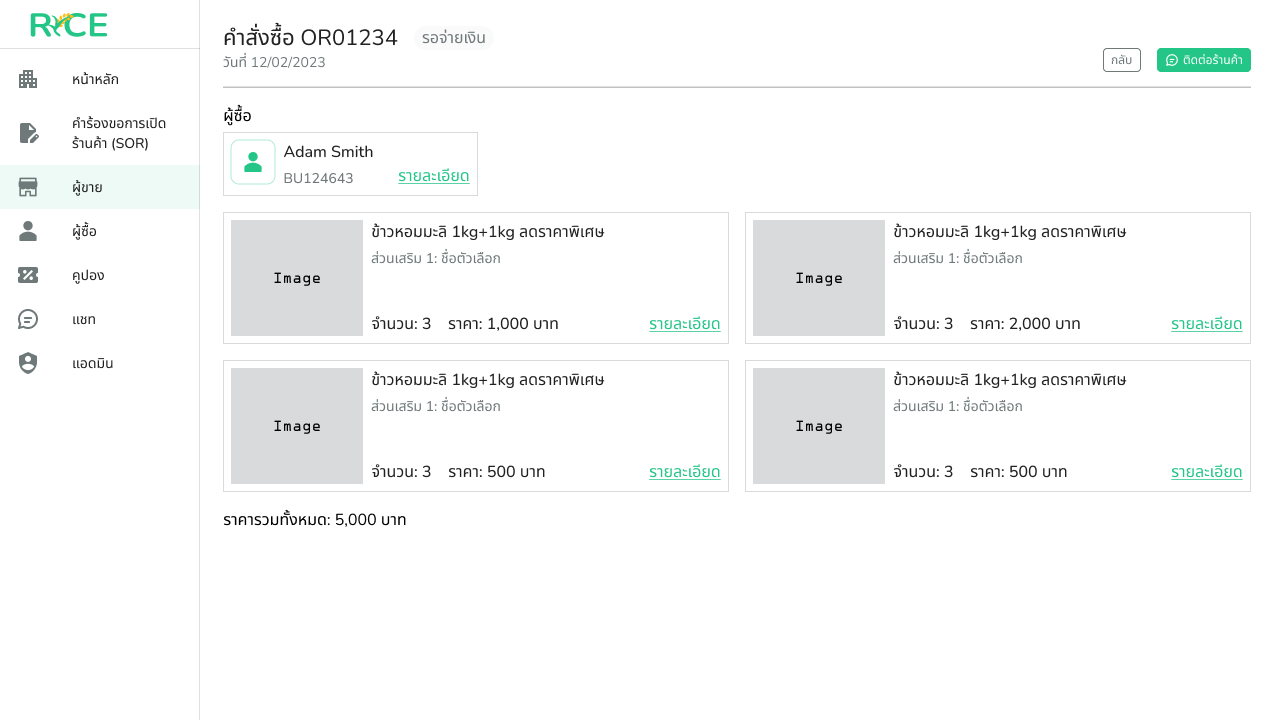 RICE
หน้าหลัก
คำร้องขอการเปิด
ร้านค้า (SOR)
ผู้ขาย
ผู้ซื้อ
คูปอง
แชท
แอดมิน
คำสั่งซื้อ OR01234 รอจ่ายเงิน
วันที่ 12/02/2023
กลับ ติดต่อร้านค้า
ผู้ซื้อ
Adam Smith
BU124643 รายละเอียด
Image
ข้าวหอมมะลิ 1kg+1kg ลดราคาพิเศษ
ส่วนเสริม 1: ชื่อตัวเลือก
จำนวน: 3 ราคา: 1,000 บาท รายละเอียด
Image
ข้าวหอมมะลิ 1kg+1kg ลดราคาพิเศษ
ส่วนเสริม 1: ชื่อตัวเลือก
จำนวน: 3 ราคา: 2,000 บาท รายละเอียด
Image
ข้าวหอมมะลิ 1kg+1kg ลดราคาพิเศษ
ส่วนเสริม 1: ชื่อตัวเลือก
จำนวน: 3 ราคา: 500 บาท รายละเอียด
Image
ข้าวหอมมะลิ 1kg+1kg ลดราคาพิเศษ
ส่วนเสริม 1: ชื่อตัวเลือก
จำนวน: 3 ราคา: 500 บาท รายละเอียด
ราคารวมทั้งหมด: 5,000 บาท